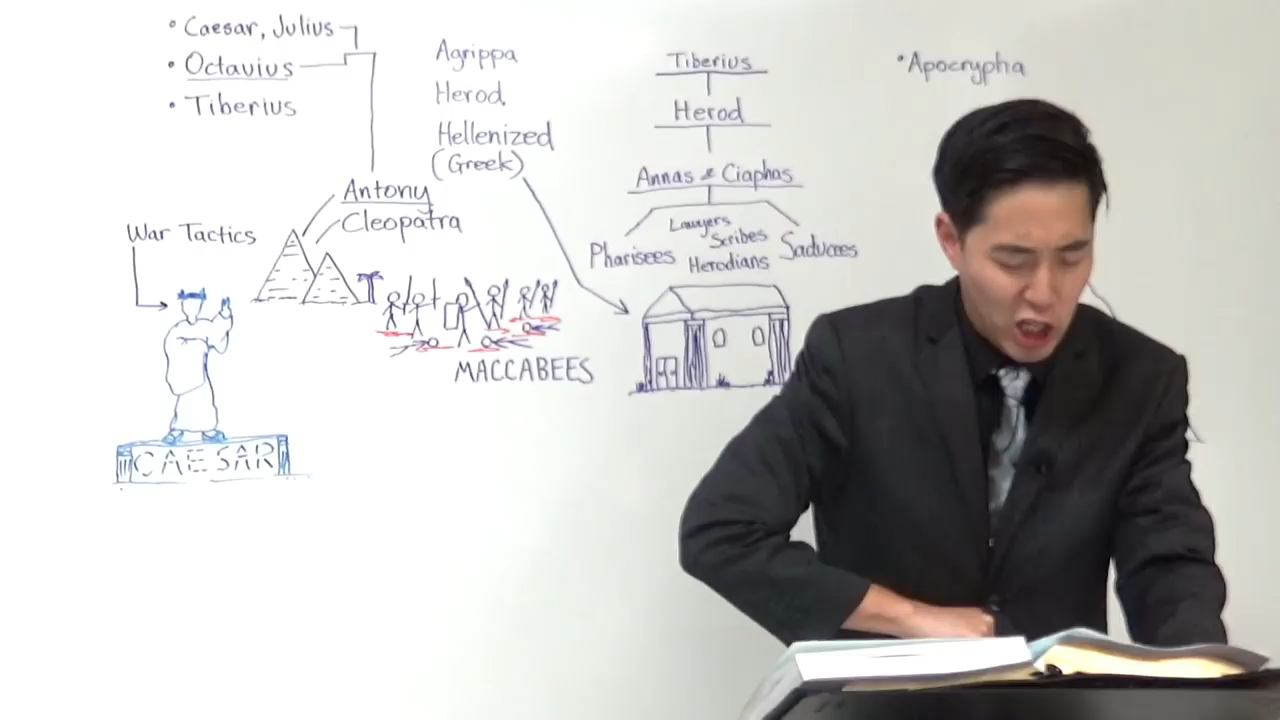 • Caesar, Julius
• Octavius
• Tiberius
Antony
Cleopatra
War Tactics
CAESAR
MACCABEES
Agrippa
Herod.
Hellenized
(Greek)
Tiberius
Herod
Annas & Ciaphas
Pharisees
Lawyers
Scribes
Herodians
Saducees
• Apocrypha